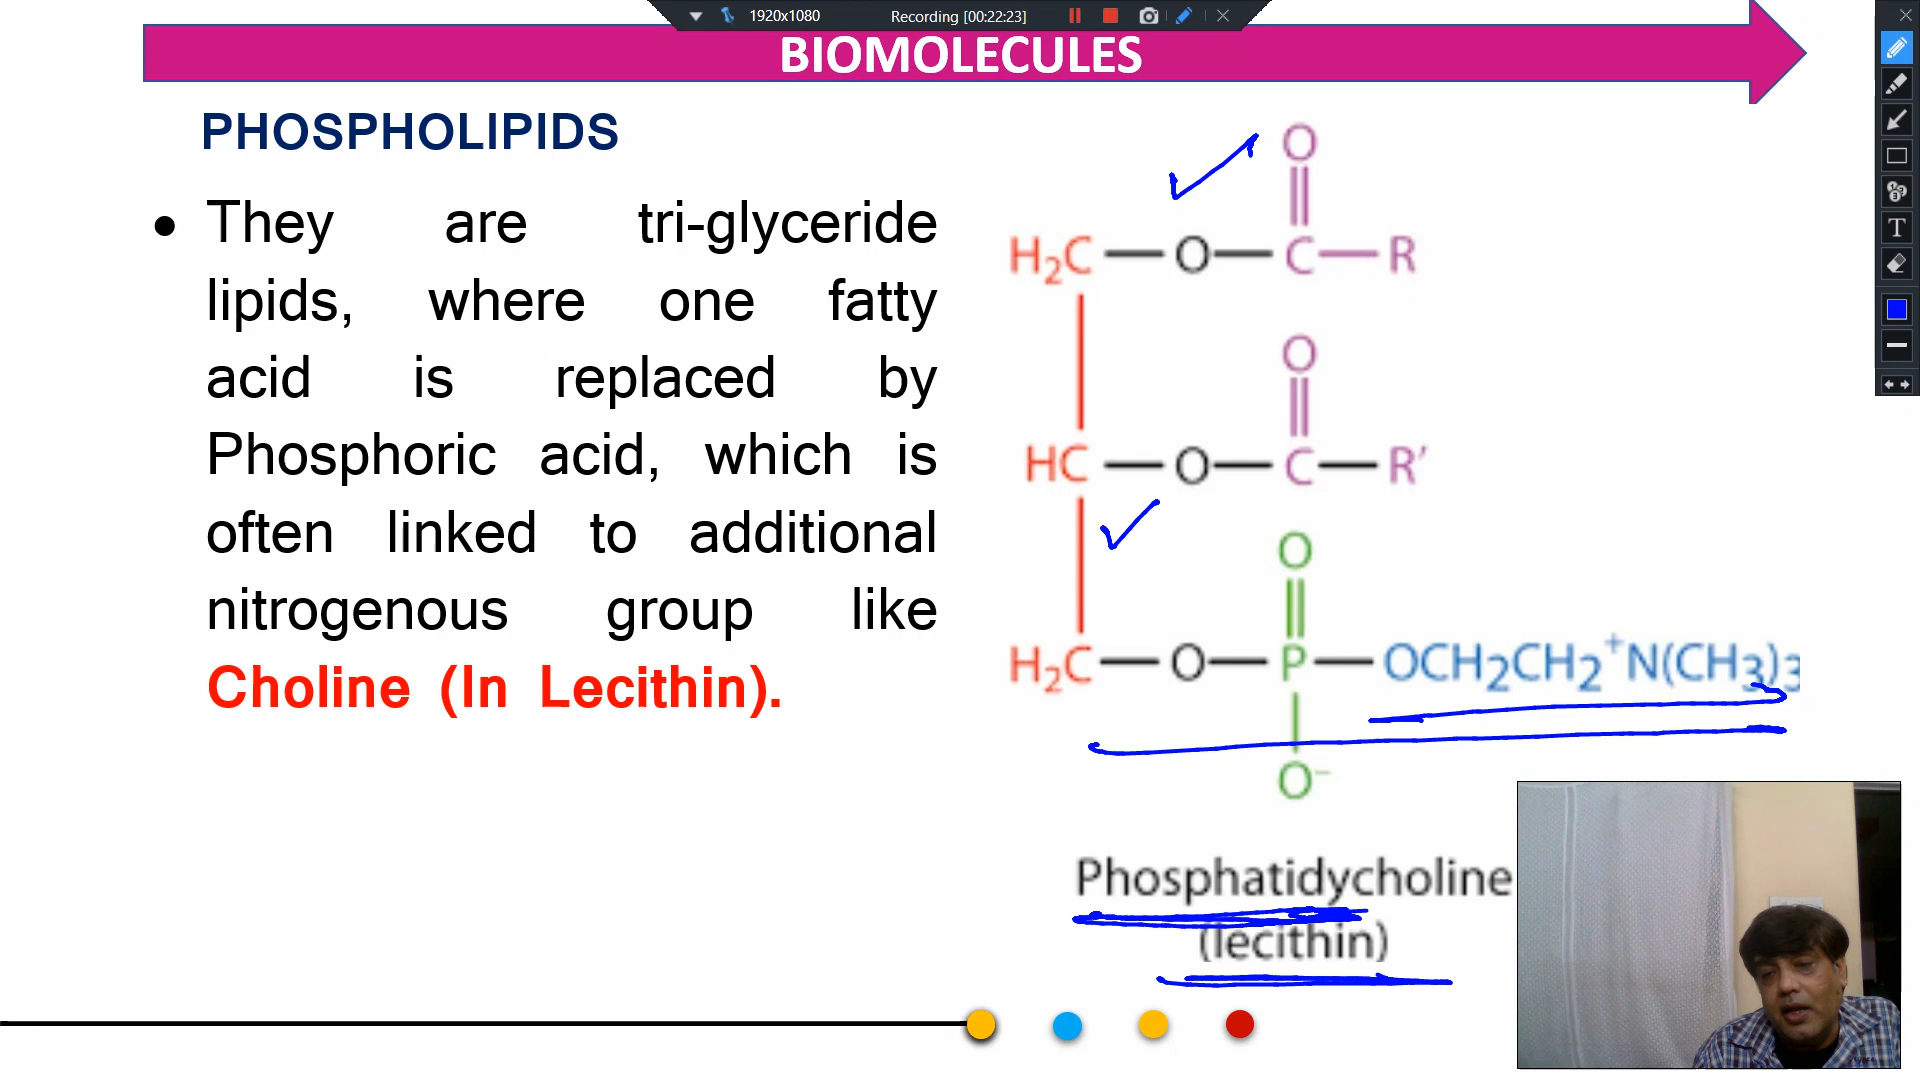 1920x1080 Recording [00:22:23]
BIOMOLECULES
PHOSPHOLIPIDS
• They are tri-glyceride
lipids, where one fatty
acid is replaced by
Phosphoric acid, which is
often linked to additional
nitrogenous group like
Choline (In Lecithin).
O
H₂C—O—C—R
O
HC—O—C—R′
O
H₂C—O—P—OCH₂CH₂⁺N(CH₃)₃
O⁻
Phosphatidycholine
(lecithin)
T